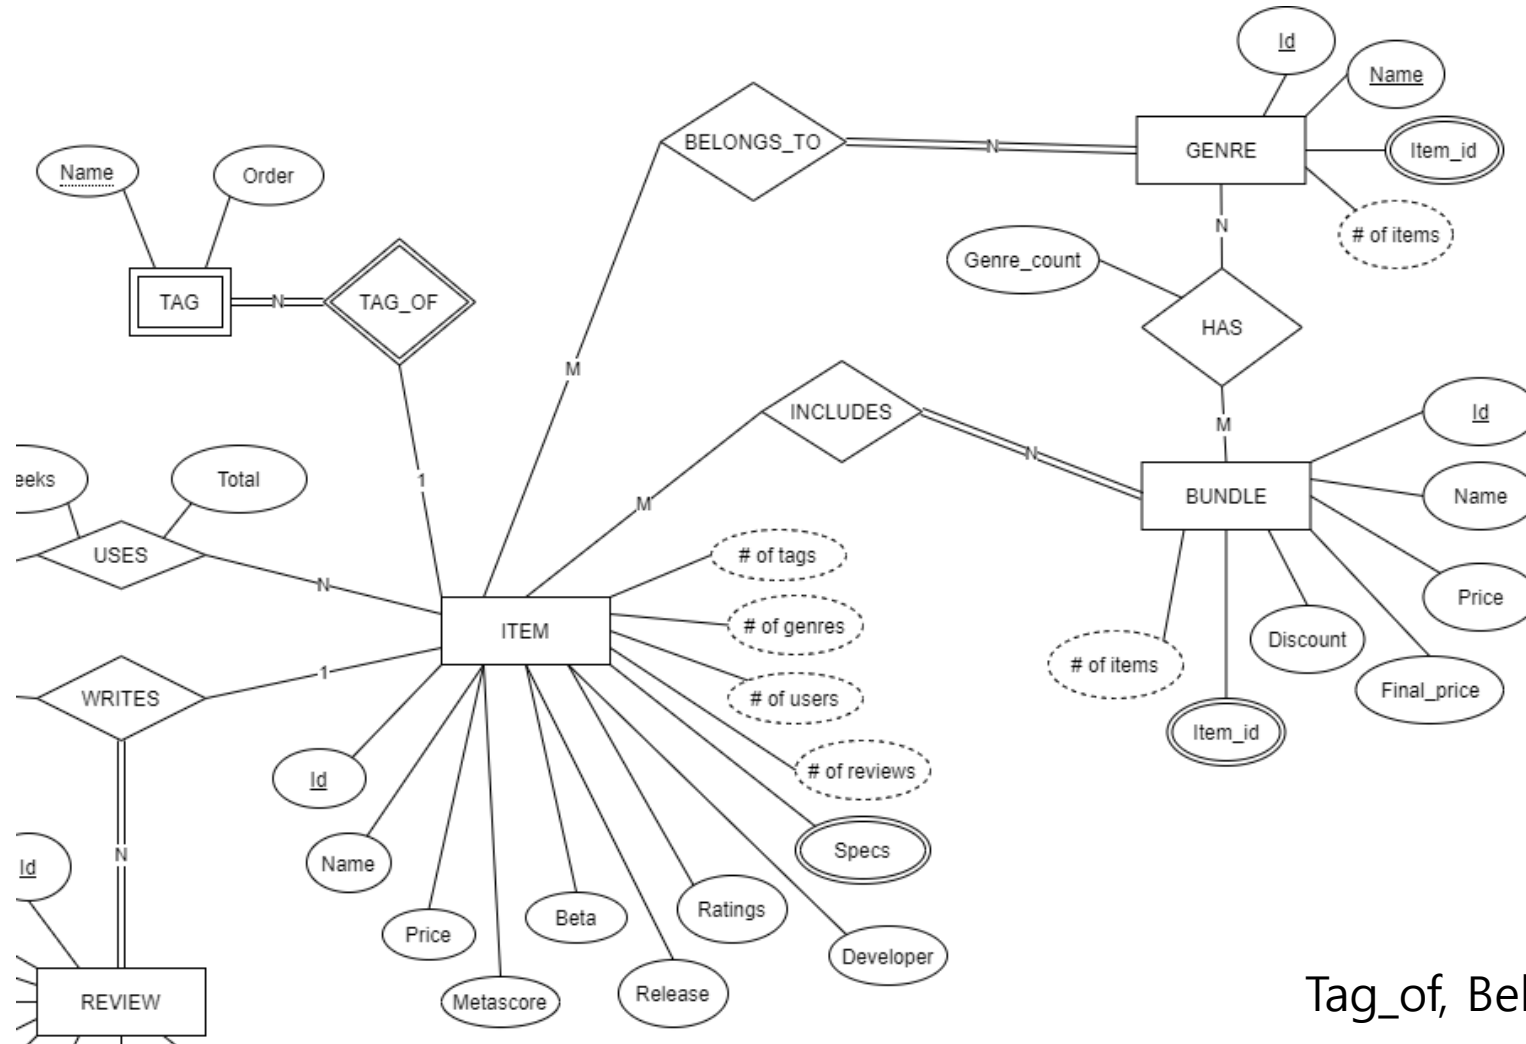 Id
Name
BELONGS_TO
N
GENRE
Item_id
Name
Order
# of items
N
Genre_count
TAG
N
TAG_OF
HAS
M
INCLUDES
M
Id
N
1
eeks
Total
BUNDLE
Name
M
USES
N
# of tags
Price
ITEM
# of genres
Discount
# of items
1
WRITES
# of users
Final_price
Item_id
Id
# of reviews
N
Id
Name
Specs
Price
Beta
Ratings
Developer
REVIEW
Metascore
Release
Tag_of, Bel